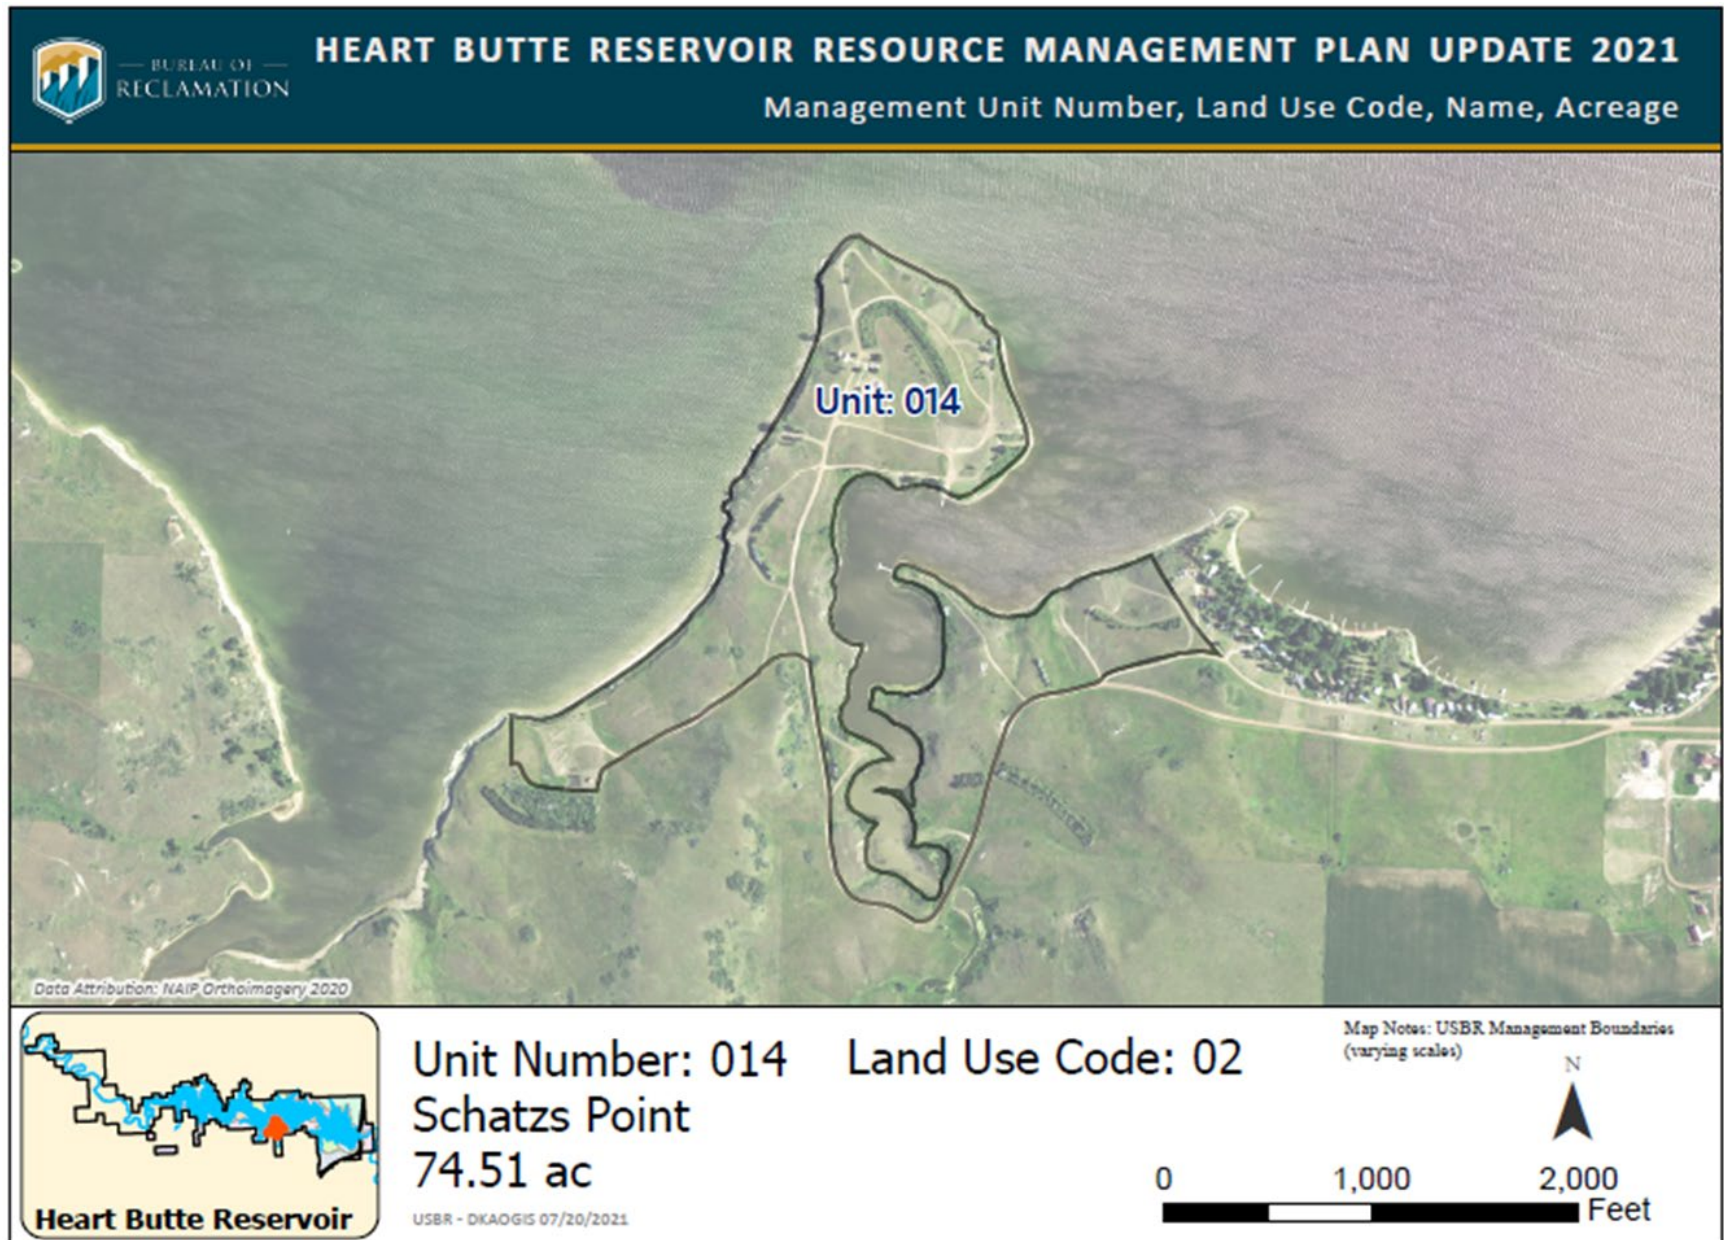 BUREAU OF
RECLAMATION
HEART BUTTE RESERVOIR RESOURCE MANAGEMENT PLAN UPDATE 2021
Management Unit Number, Land Use Code, Name, Acreage
Unit: 014
Data Attribution: NAIP Orthoimagery 2020
Heart Butte Reservoir
Unit Number: 014 Land Use Code: 02
Schatzs Point
74.51 ac
USBR - DKAOGIS 07/20/2021
Map Notes: USBR Management Boundaries
(varying scales)
N
0 1,000 2,000
Feet